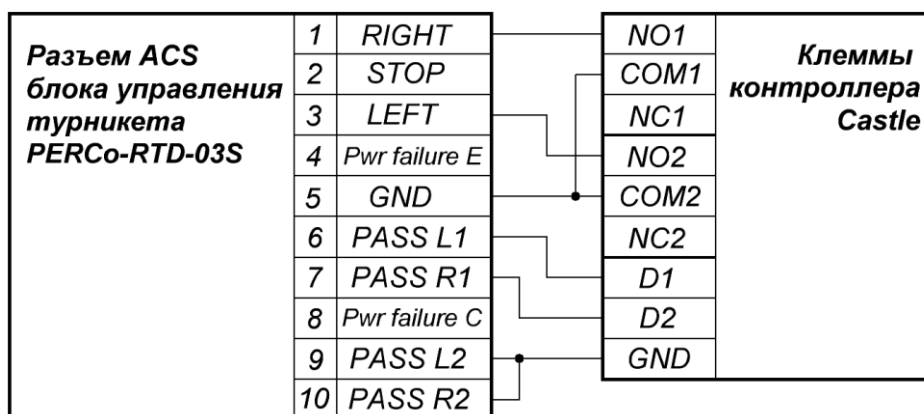 Разъем ACS
блока управления
турникета
PERCo-RTD-03S
1 RIGHT
2 STOP
3 LEFT
4 Pwr failure E
5 GND
6 PASS L1
7 PASS R1
8 Pwr failure C
9 PASS L2
10 PASS R2
NO1
COM1
NC1
NO2
COM2
NC2
D1
D2
GND
Клеммы
контроллера
Castle